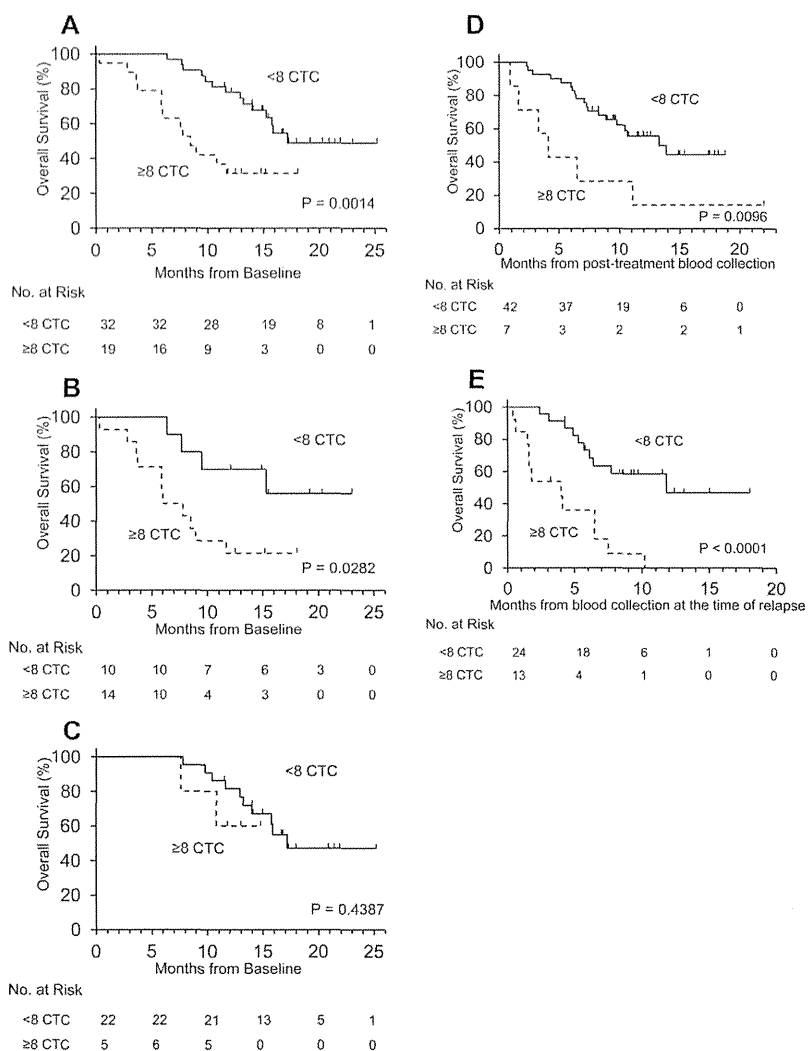 A
Overall Survival (%)
100
80
60
40
20
0
<8 CTC
≥8 CTC
P = 0.0014
0 5 10 15 20 25
Months from Baseline
No. at Risk
<8 CTC 32 32 28 19 8 1
≥8 CTC 19 16 9 3 0 0
B
Overall Survival (%)
100
80
60
40
20
0
<8 CTC
≥8 CTC
P = 0.0282
0 5 10 15 20 25
Months from Baseline
No. at Risk
<8 CTC 10 10 7 6 3 0
≥8 CTC 14 10 4 3 0 0
C
Overall Survival (%)
100
80
60
40
20
0
<8 CTC
≥8 CTC
P = 0.4387
0 5 10 15 20 25
Months from Baseline
No. at Risk
<8 CTC 22 22 21 13 5 1
≥8 CTC 5 6 5 0 0 0
D
Overall Survival (%)
100
80
60
40
20
0
<8 CTC
≥8 CTC
P = 0.0096
0 5 10 15 20
Months from post-treatment blood collection
No. at Risk
<8 CTC 42 37 19 6 0
≥8 CTC 7 3 2 2 1
E
Overall Survival (%)
100
80
60
40
20
0
<8 CTC
≥8 CTC
P < 0.0001
0 5 10 15 20
Months from blood collection at the time of relapse
No. at Risk
<8 CTC 24 18 6 1 0
≥8 CTC 13 4 1 0 0